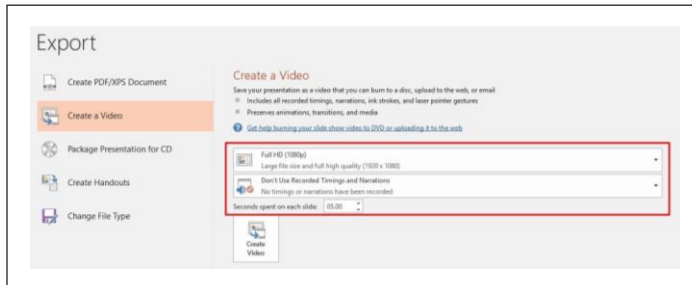 Export
Create PDF/XPS Document
Create a Video
Package Presentation for CD
Create Handouts
Change File Type
Create a Video
Save your presentation as a video that you can burn to a disc, upload to the web, or email
Includes all recorded timings, narrations, ink strokes, and laser pointer gestures
Preserves animations, transitions, and media
Get help burning your slide show video to DVD or uploading it to the web
Full HD (1080p)
Large file size and full high quality (1920 x 1080)
Don't Use Recorded Timings and Narrations
No timings or narrations have been recorded
Seconds spent on each slide: 05.00
Create
Video